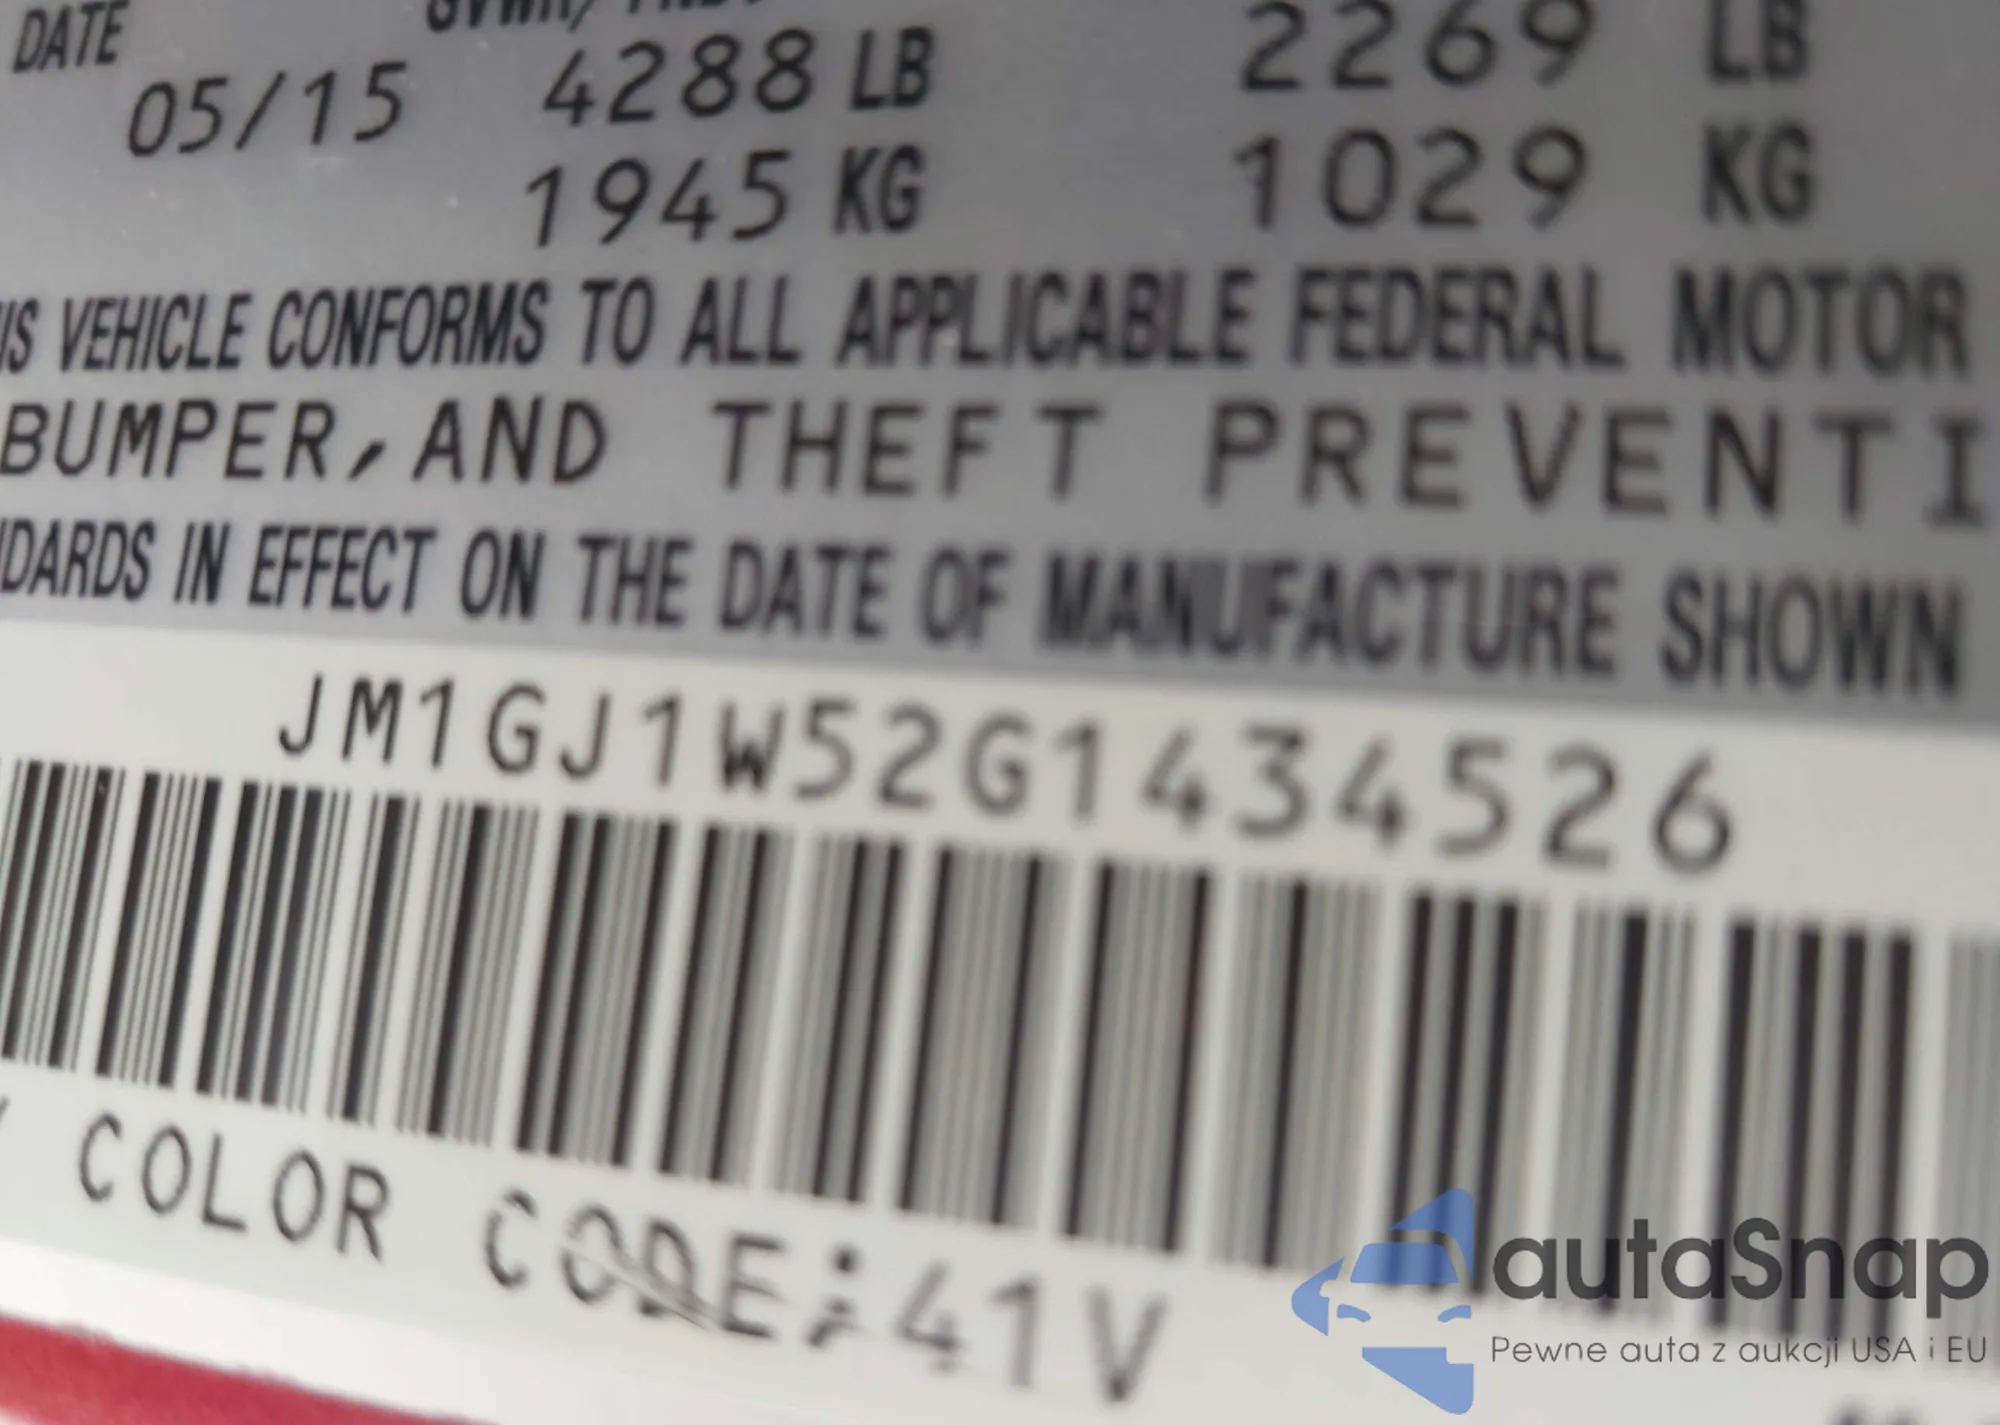 DATE
05/15 4288 LB 2269 LB
1945 KG 1029 KG
IS VEHICLE CONFORMS TO ALL APPLICABLE FEDERAL MOTOR
BUMPER, AND THEFT PREVENTI
DARDS IN EFFECT ON THE DATE OF MANUFACTURE SHOWN
JM1GJ1W52G1434526
COLOR CODE:41V
autaSnap
Pewne auta z aukcji USA i EU